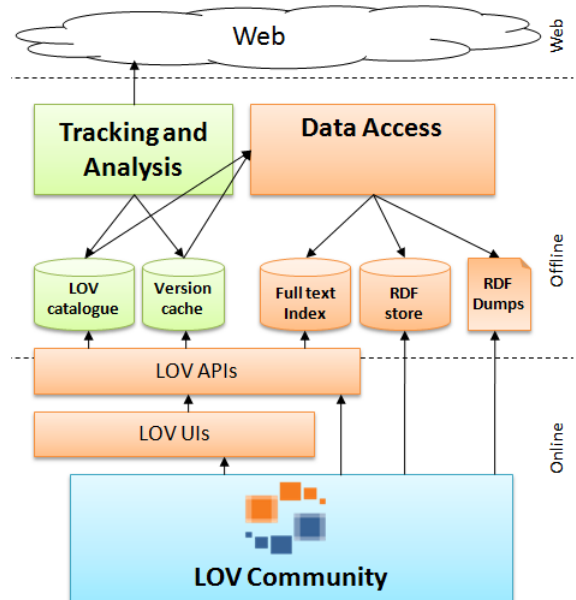 Web
Web
Tracking and
Analysis
Data Access
Offline
LOV
catalogue
Version
cache
Full text
Index
RDF
store
RDF
Dumps
LOV APIs
LOV UIs
Online
LOV Community